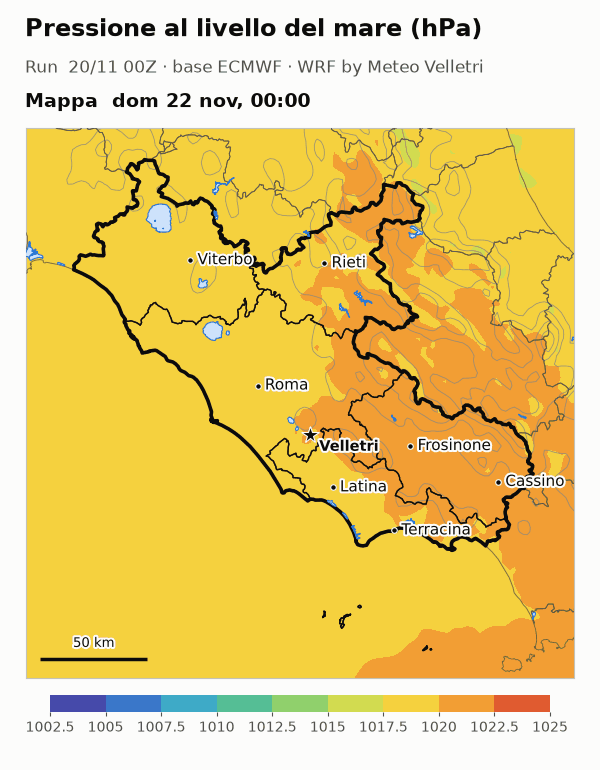 Pressione al livello del mare (hPa)
Run  20/11 00Z · base ECMWF · WRF by Meteo Velletri
Mappa  dom 22 nov, 00:00
Viterbo
Rieti
Roma
Velletri
Frosinone
Cassino
Latina
Terracina
50 km
1002.5 1005 1007.5 1010 1012.5 1015 1017.5 1020 1022.5 1025